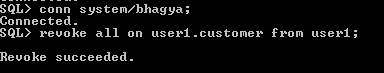 SQL> conn system/bhagya;
Connected.
SQL> revoke all on user1.customer from user1;

Revoke succeeded.